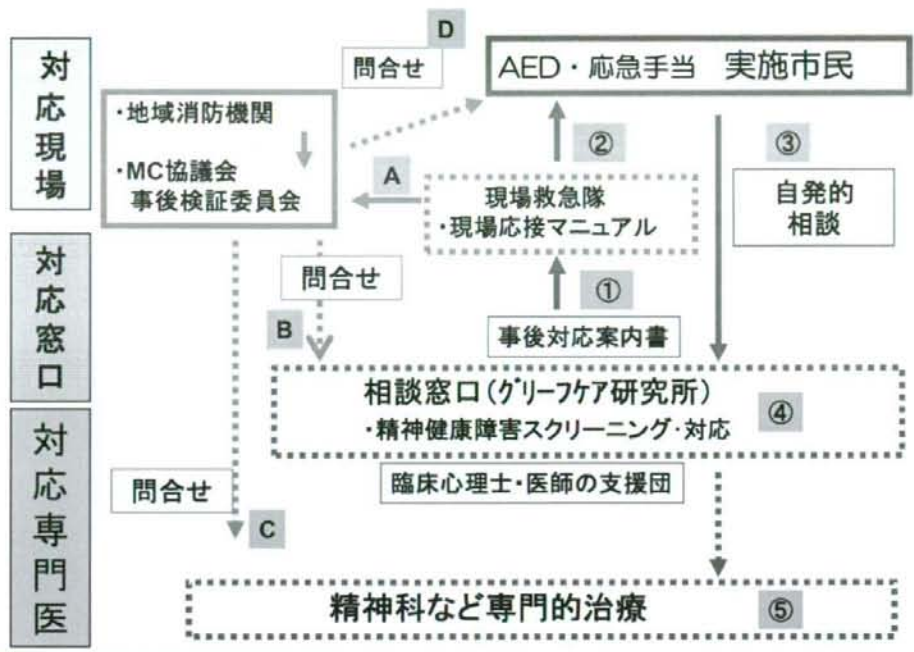 対応現場
D
問合せ
AED・応急手当 実施市民
・地域消防機関
・MC協議会
事後検証委員会
A
②
③
現場救急隊
・現場応接マニュアル
自発的
相談
対応窓口
問合せ
B
①
事後対応案内書
相談窓口(グリーフケア研究所)
・精神健康障害スクリーニング・対応
④
対応専門医
臨床心理士・医師の支援団
問合せ
C
精神科など専門的治療
⑤